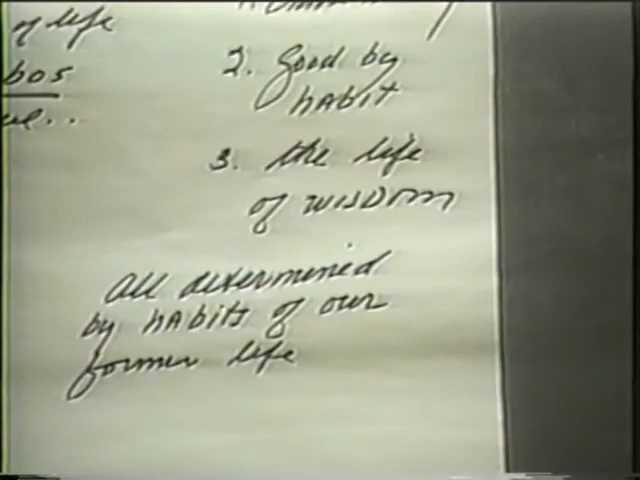 of life
bos
2. Good by
habit
3. the life
of wisdom
All determined
by habits of our
former life